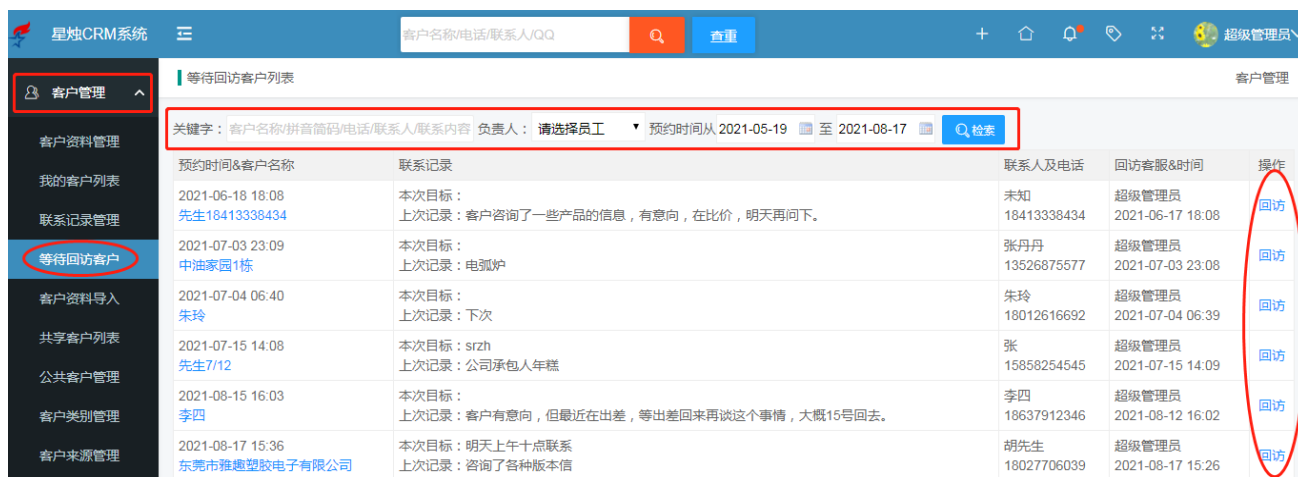 星烛CRM系统
客户名称/电话/联系人/QQ
查重
超级管理员
客户管理
等待回访客户列表
客户管理
关键字：客户名称/拼音简码/电话/联系人/联系内容 负责人：请选择员工 预约时间从 2021-05-19 至 2021-08-17 检索
客户资料管理
我的客户列表
联系记录管理
等待回访客户
客户资料导入
共享客户列表
公共客户管理
客户类别管理
客户来源管理
预约时间&客户名称 联系记录 联系人及电话 回访客服&时间 操作
2021-06-18 18:08 本次目标： 未知 超级管理员 回访
先生18413338434 上次记录：客户咨询了一些产品的信息，有意向，在比价，明天再问下。 18413338434 2021-06-17 18:08
2021-07-03 23:09 本次目标： 张丹丹 超级管理员 回访
中油家园1栋 上次记录：电弧炉 13526875577 2021-07-03 23:08
2021-07-04 06:40 本次目标： 朱玲 超级管理员 回访
朱玲 上次记录：下次 18012616692 2021-07-04 06:39
2021-07-15 14:08 本次目标：srzh 张 超级管理员 回访
先生7/12 上次记录：公司承包人年糕 15858254545 2021-07-15 14:09
2021-08-15 16:03 本次目标： 李四 超级管理员 回访
李四 上次记录：客户有意向，但最近在出差，等出差回来再谈这个事情，大概15号回去。 18637912346 2021-08-12 16:02
2021-08-17 15:36 本次目标：明天上午十点联系 胡先生 超级管理员 回访
东莞市雅趣塑胶电子有限公司 上次记录：咨询了各种版本信 18027706039 2021-08-17 15:26